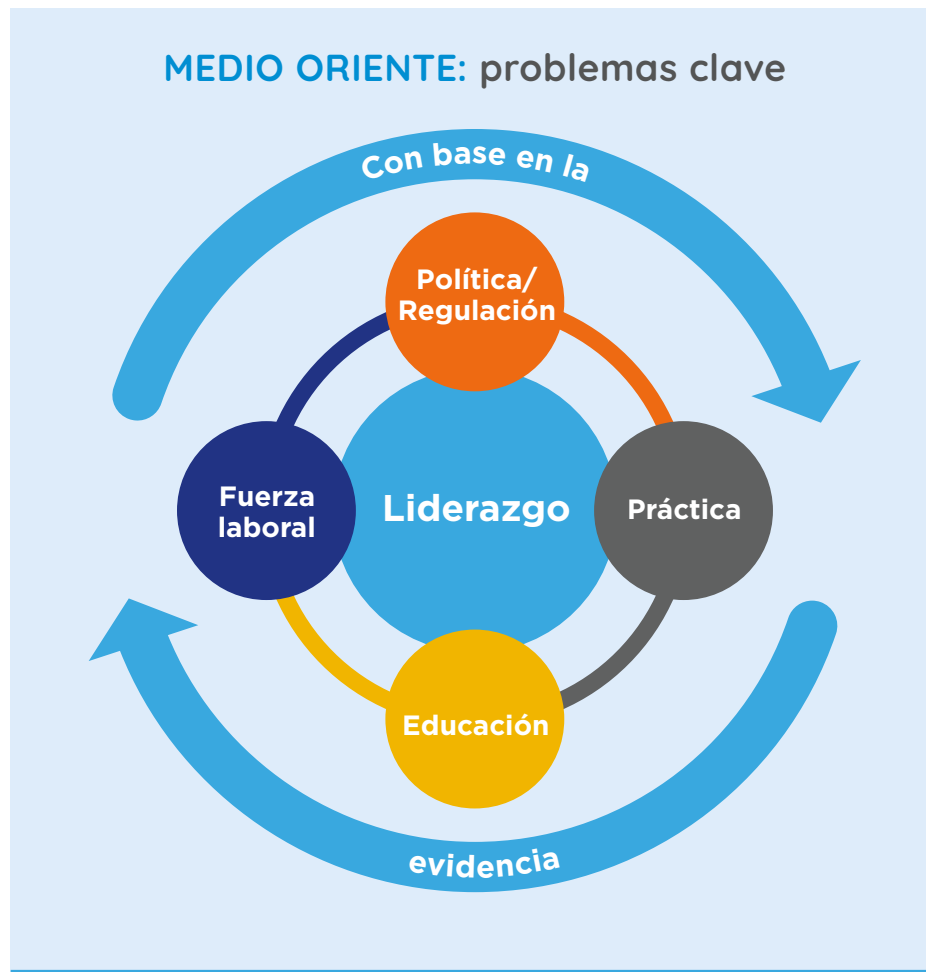 MEDIO ORIENTE: problemas clave
Con base en la
Política/
Regulación
Fuerza
laboral
Liderazgo
Práctica
Educación
evidencia